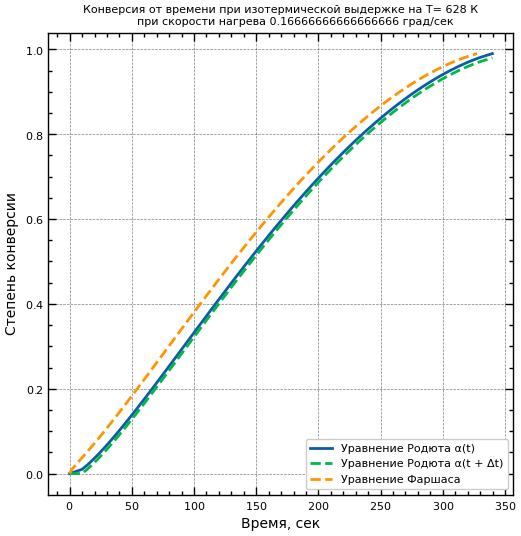 Конверсия от времени при изотермической выдержке на T= 628 K
при скорости нагрева 0.16666666666666666 град/сек
Степень конверсии
1.0
0.8
0.6
0.4
0.2
0.0
0 50 100 150 200 250 300 350
Время, сек
Уравнение Родюта α(t)
Уравнение Родюта α(t + Δt)
Уравнение Фаршаса